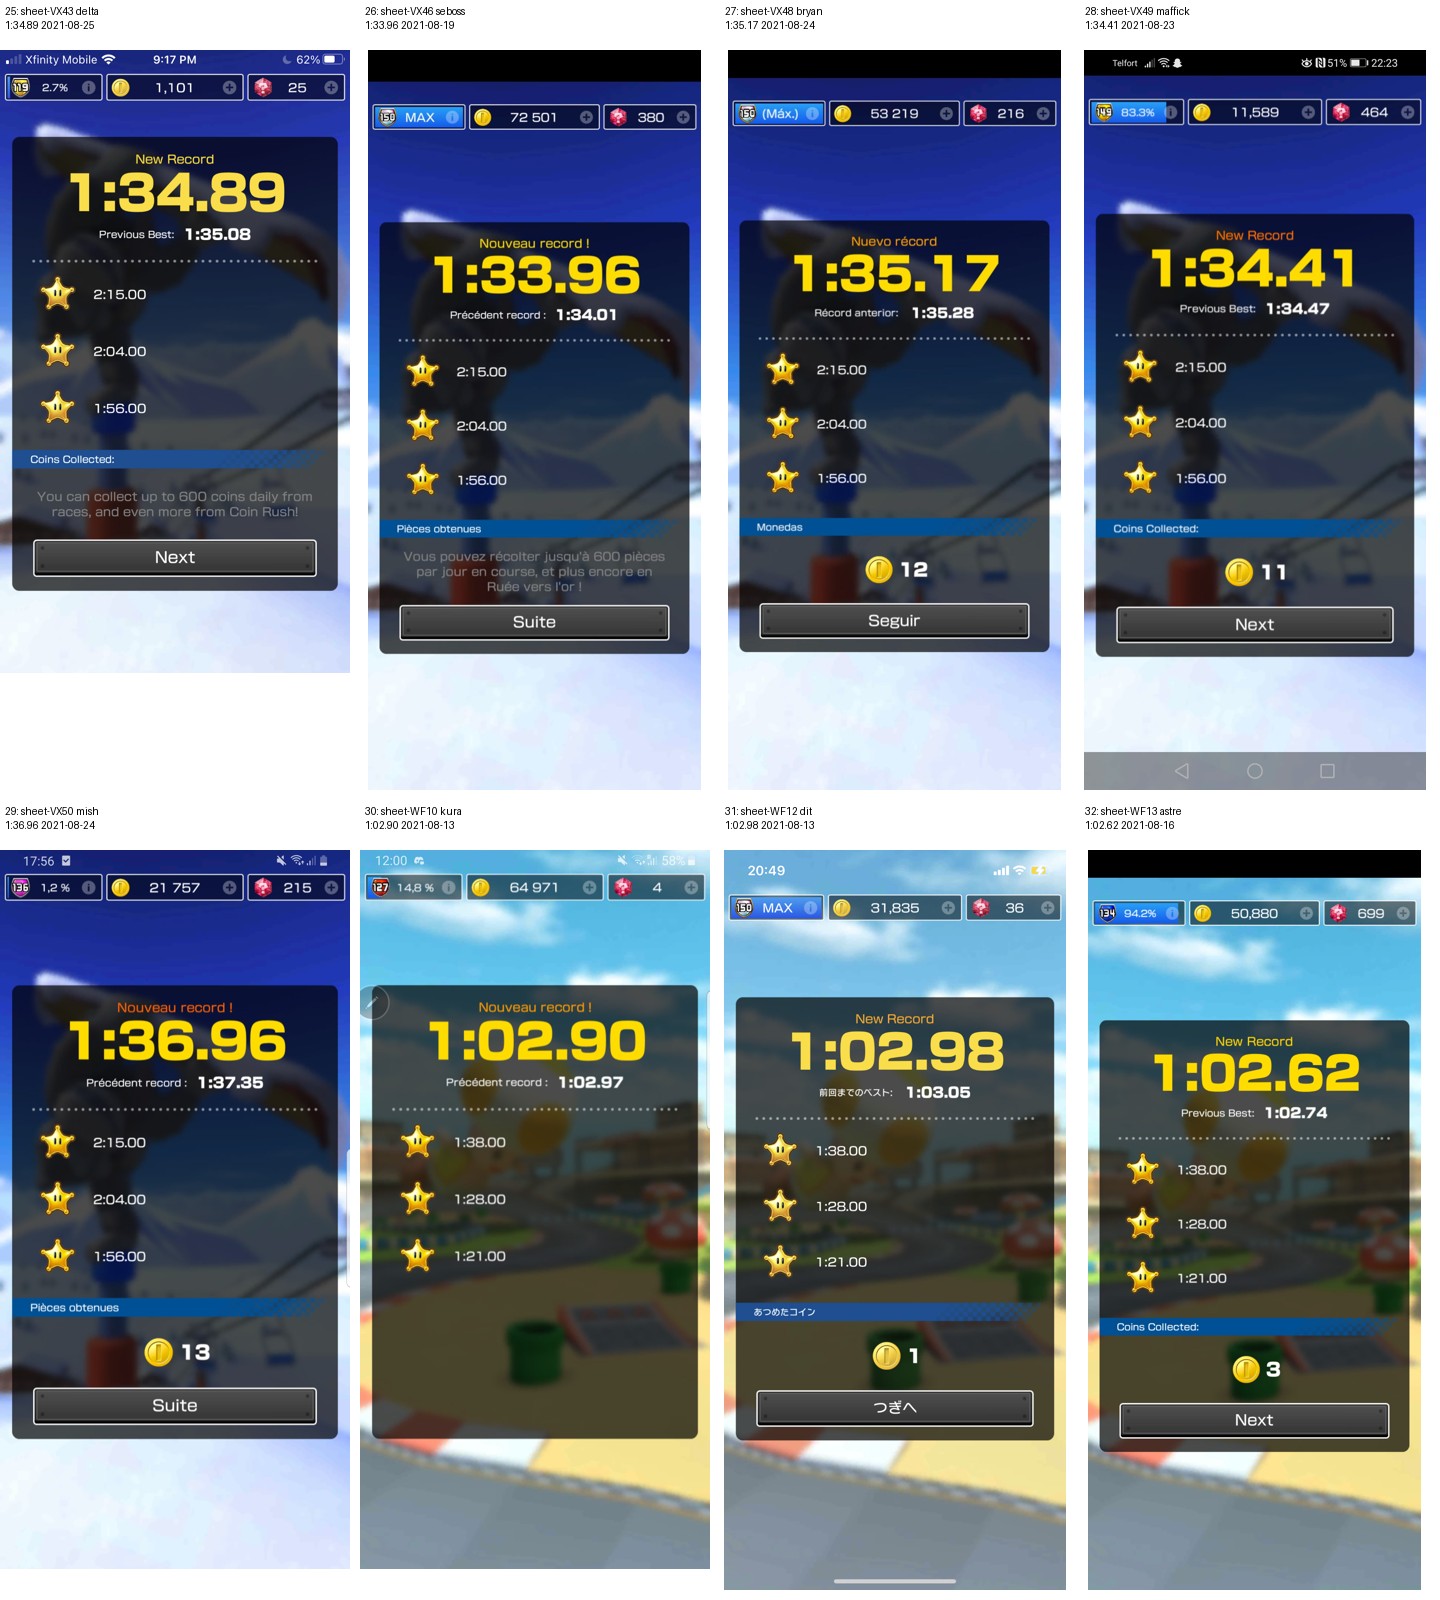 25: sheet-VX43 delta
1:34.89 2021-08-25
Xfinity Mobile 9:17 PM 62%
119 2.7% 1,101 25
New Record
1:34.89
Previous Best: 1:35.08
2:15.00
2:04.00
1:56.00
Coins Collected:
You can collect up to 600 coins daily from
races, and even more from Coin Rush!
Next
26: sheet-VX46 seboss
1:33.96 2021-08-19
150 MAX 72 501 380
Nouveau record !
1:33.96
Précédent record : 1:34.01
2:15.00
2:04.00
1:56.00
Pièces obtenues
Vous pouvez récolter jusqu'à 600 pièces
par jour en course, et plus encore en
Ruée vers l'or !
Suite
27: sheet-VX48 bryan
1:35.17 2021-08-24
150 (Máx.) 53 219 216
Nuevo récord
1:35.17
Récord anterior: 1:35.28
2:15.00
2:04.00
1:56.00
Monedas
12
Seguir
28: sheet-VX49 maffick
1:34.41 2021-08-23
Telfort 51% 22:23
149 83.3% 11,589 464
New Record
1:34.41
Previous Best: 1:34.47
2:15.00
2:04.00
1:56.00
Coins Collected:
11
Next
29: sheet-VX50 mish
1:36.96 2021-08-24
17:56
136 1,2 % 21 757 215
Nouveau record !
1:36.96
Précédent record : 1:37.35
2:15.00
2:04.00
1:56.00
Pièces obtenues
13
Suite
30: sheet-WF10 kura
1:02.90 2021-08-13
12:00 58%
127 14,8 % 64 971 4
Nouveau record !
1:02.90
Précédent record : 1:02.97
1:38.00
1:28.00
1:21.00
31: sheet-WF12 dit
1:02.98 2021-08-13
20:49
150 MAX 31,835 36
New Record
1:02.98
前回までのベスト: 1:03.05
1:38.00
1:28.00
1:21.00
あつめたコイン
1
つぎへ
32: sheet-WF13 astre
1:02.62 2021-08-16
134 94.2% 50,880 699
New Record
1:02.62
Previous Best: 1:02.74
1:38.00
1:28.00
1:21.00
Coins Collected:
3
Next